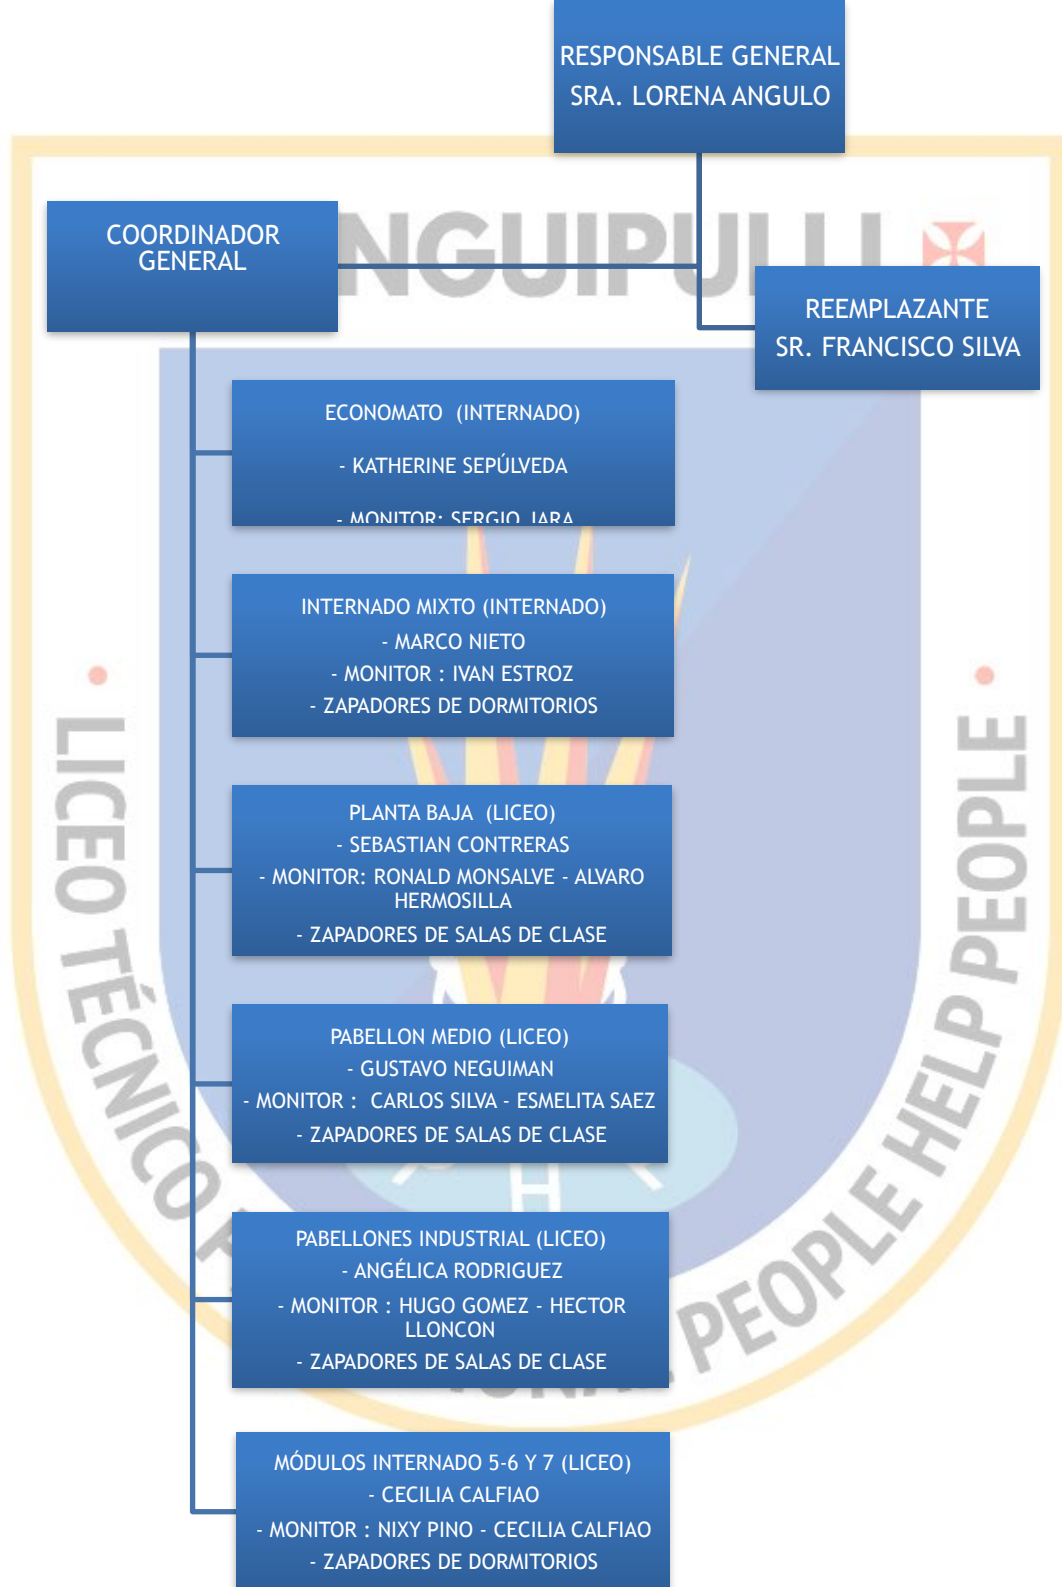 RESPONSABLE GENERAL
SRA. LORENA ANGULO
NGUIPULLI
COORDINADOR
GENERAL
REEMPLAZANTE
SR. FRANCISCO SILVA
ECONOMATO (INTERNADO)
- KATHERINE SEPÚLVEDA
- MONITOR: SERGIO JARA
INTERNADO MIXTO (INTERNADO)
- MARCO NIETO
- MONITOR : IVAN ESTROZ
- ZAPADORES DE DORMITORIOS
PLANTA BAJA (LICEO)
- SEBASTIAN CONTRERAS
- MONITOR: RONALD MONSALVE - ALVARO
HERMOSILLA
- ZAPADORES DE SALAS DE CLASE
PABELLON MEDIO (LICEO)
- GUSTAVO NEGUIMAN
- MONITOR : CARLOS SILVA - ESMELITA SAEZ
- ZAPADORES DE SALAS DE CLASE
PABELLONES INDUSTRIAL (LICEO)
- ANGÉLICA RODRIGUEZ
- MONITOR : HUGO GOMEZ - HECTOR
LLONCON
- ZAPADORES DE SALAS DE CLASE
MÓDULOS INTERNADO 5-6 Y 7 (LICEO)
- CECILIA CALFIAO
- MONITOR : NIXY PINO - CECILIA CALFIAO
- ZAPADORES DE DORMITORIOS
LICEO TÉCNICO
PEOPLE HELP PEOPLE
H